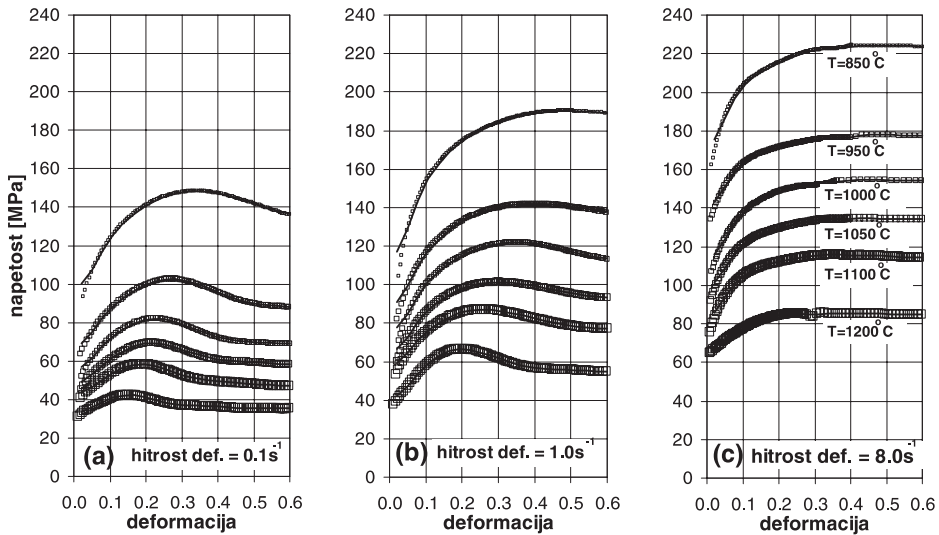 napetost [MPa]
240
220
200
180
160
140
120
100
80
60
40
20
0
(a) hitrost def. = 0.1s⁻¹
0.0 0.1 0.2 0.3 0.4 0.5 0.6
deformacija
240
220
200
180
160
140
120
100
80
60
40
20
0
(b) hitrost def. = 1.0s⁻¹
0.0 0.1 0.2 0.3 0.4 0.5 0.6
deformacija
240
220
200
180
160
140
120
100
80
60
40
20
0
T=850°C
T=950°C
T=1000°C
T=1050°C
T=1100°C
T=1200°C
(c) hitrost def. = 8.0s⁻¹
0.0 0.1 0.2 0.3 0.4 0.5 0.6
deformacija